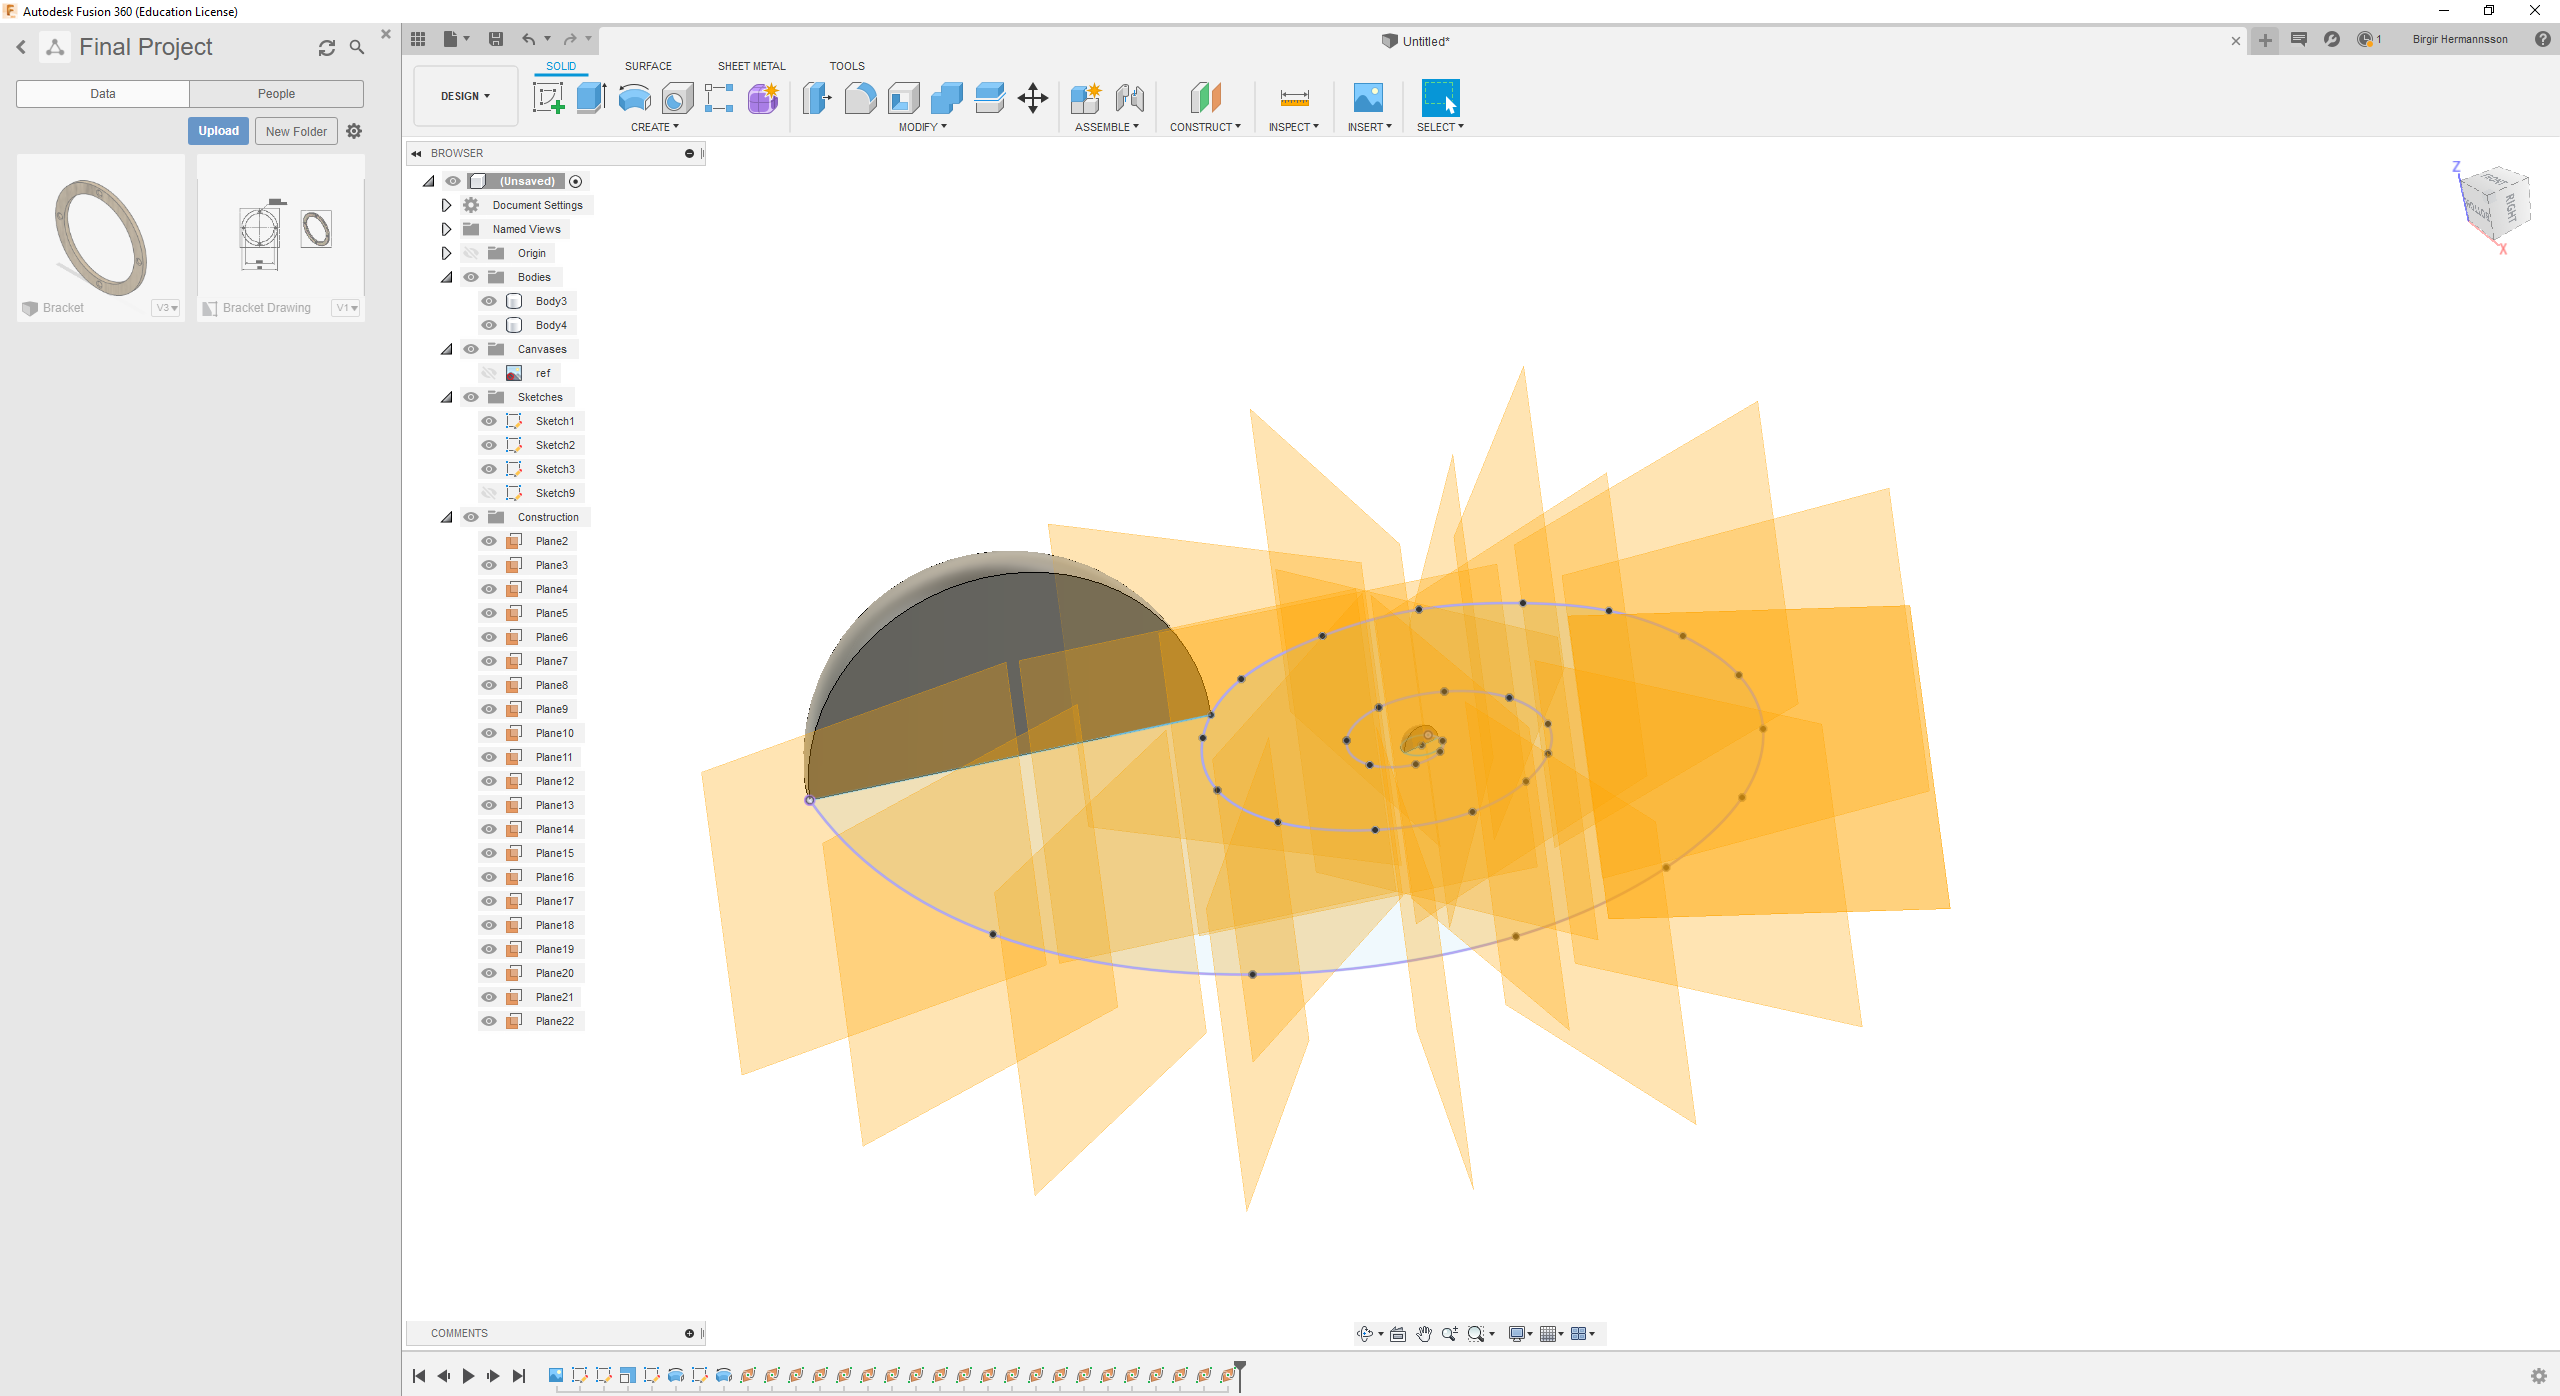 Autodesk Fusion 360 (Education License)
Final Project
Data
People
Upload
New Folder
Bracket
V3
Bracket Drawing
V1
Untitled*
1
Birgir Hermannsson
DESIGN
SOLID
SURFACE
SHEET METAL
TOOLS
CREATE
MODIFY
ASSEMBLE
CONSTRUCT
INSPECT
INSERT
SELECT
BROWSER
(Unsaved)
Document Settings
Named Views
Origin
Bodies
Body3
Body4
Canvases
ref
Sketches
Sketch1
Sketch2
Sketch3
Sketch9
Construction
Plane2
Plane3
Plane4
Plane5
Plane6
Plane7
Plane8
Plane9
Plane10
Plane11
Plane12
Plane13
Plane14
Plane15
Plane16
Plane17
Plane18
Plane19
Plane20
Plane21
Plane22
Z
FRONT
RIGHT
BOTTOM
X
COMMENTS